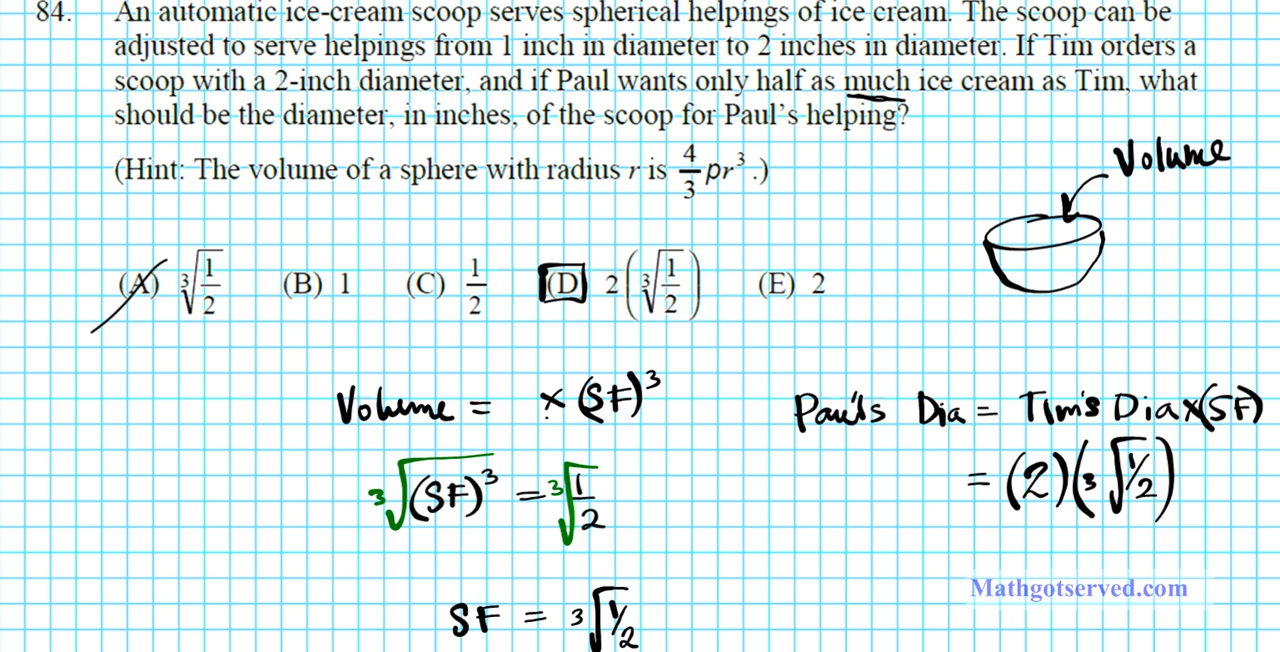 84. An automatic ice-cream scoop serves spherical helpings of ice cream. The scoop can be
adjusted to serve helpings from 1 inch in diameter to 2 inches in diameter. If Tim orders a
scoop with a 2-inch diameter, and if Paul wants only half as much ice cream as Tim, what
should be the diameter, in inches, of the scoop for Paul's helping?
(Hint: The volume of a sphere with radius r is 4/3 pr³ .)
Volume
(A) ∛(1/2) (B) 1 (C) 1/2 (D) 2(∛(1/2)) (E) 2
Volume = × (SF)³
∛(SF)³ = ∛(1/2)
SF = ∛(1/2)
Paul's Dia = Tim's Dia x(SF)
= (2)(∛(1/2))
Mathgotserved.com